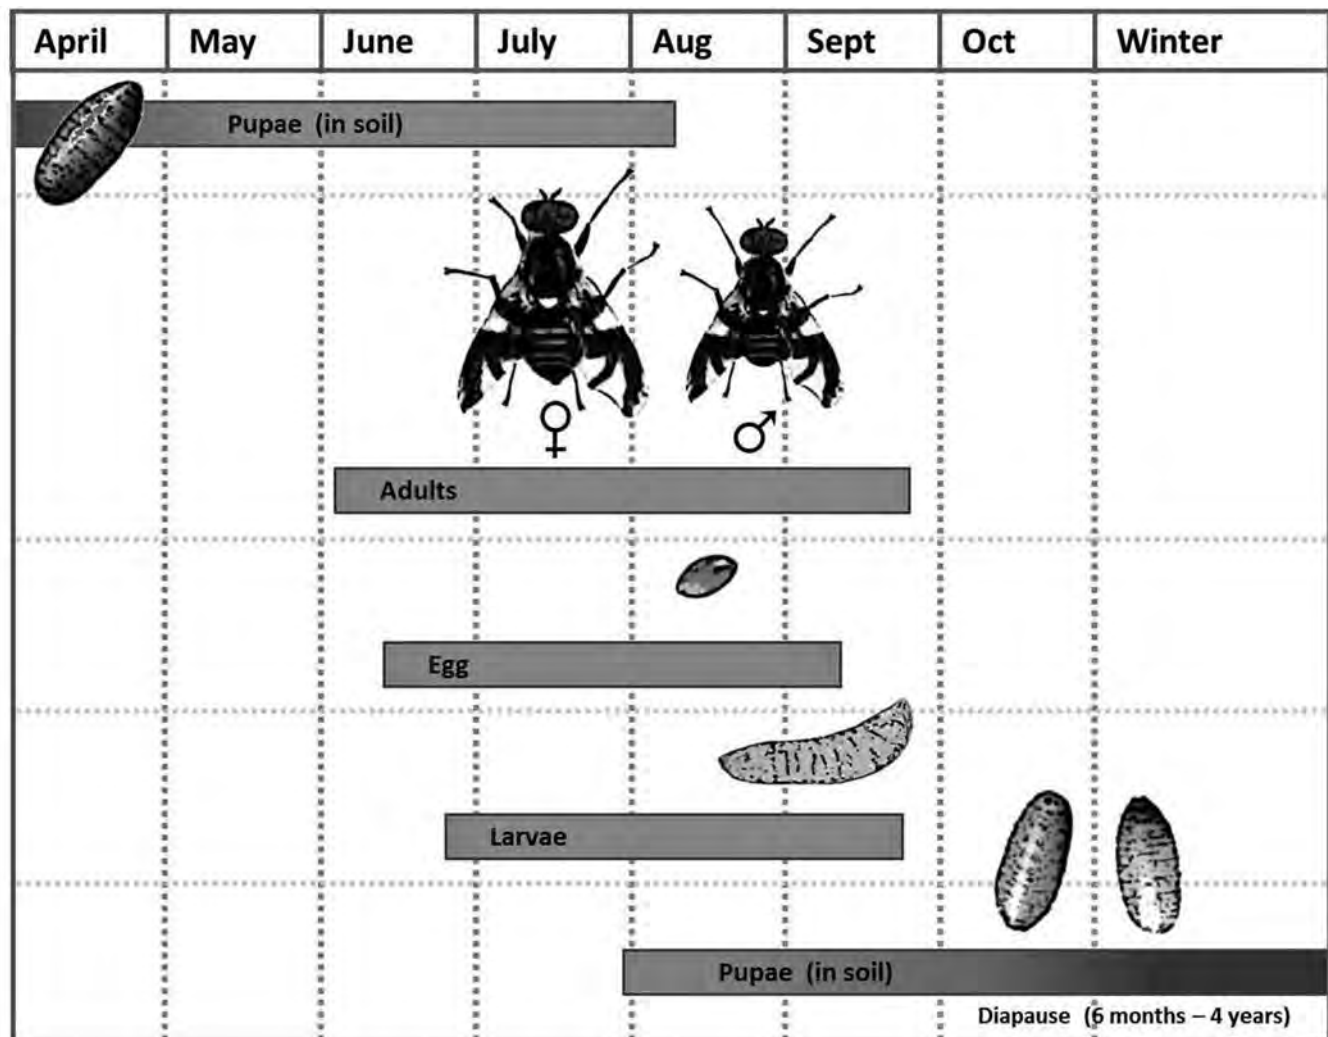 April May June July Aug Sept Oct Winter
Pupae (in soil)
♀ ♂
Adults
Egg
Larvae
Pupae (in soil)
Diapause (6 months – 4 years)